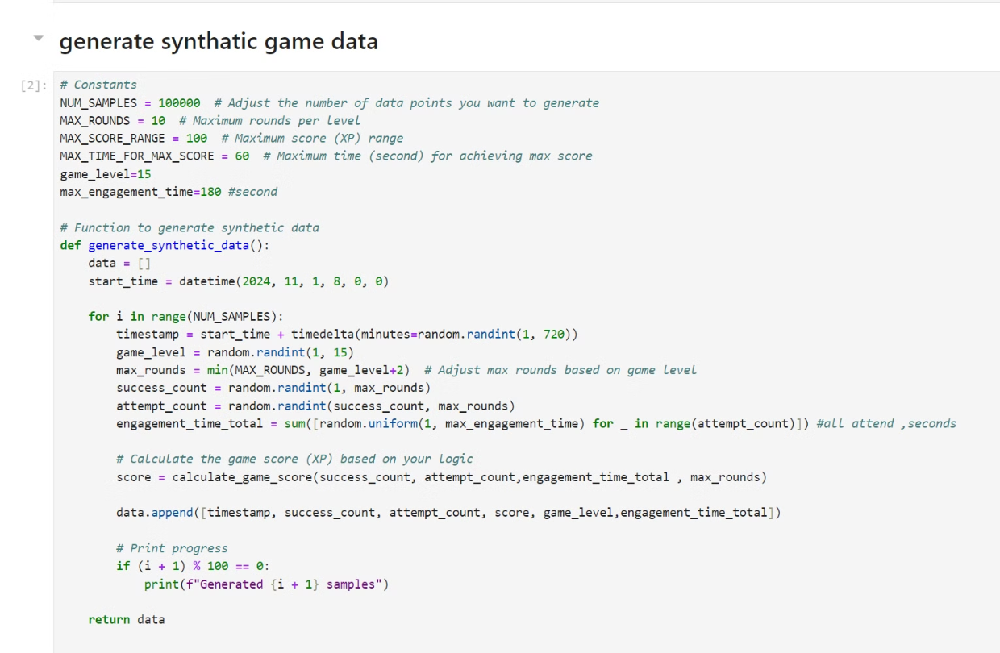 generate synthatic game data
[2]:
# Constants
NUM_SAMPLES = 100000  # Adjust the number of data points you want to generate
MAX_ROUNDS = 10  # Maximum rounds per level
MAX_SCORE_RANGE = 100  # Maximum score (XP) range
MAX_TIME_FOR_MAX_SCORE = 60  # Maximum time (second) for achieving max score
game_level=15
max_engagement_time=180 #second

# Function to generate synthetic data
def generate_synthetic_data():
    data = []
    start_time = datetime(2024, 11, 1, 8, 0, 0)

    for i in range(NUM_SAMPLES):
        timestamp = start_time + timedelta(minutes=random.randint(1, 720))
        game_level = random.randint(1, 15)
        max_rounds = min(MAX_ROUNDS, game_level+2)  # Adjust max rounds based on game level
        success_count = random.randint(1, max_rounds)
        attempt_count = random.randint(success_count, max_rounds)
        engagement_time_total = sum([random.uniform(1, max_engagement_time) for _ in range(attempt_count)]) #all attend ,seconds

        # Calculate the game score (XP) based on your logic
        score = calculate_game_score(success_count, attempt_count,engagement_time_total , max_rounds)

        data.append([timestamp, success_count, attempt_count, score, game_level,engagement_time_total])

        # Print progress
        if (i + 1) % 100 == 0:
            print(f"Generated {i + 1} samples")

    return data